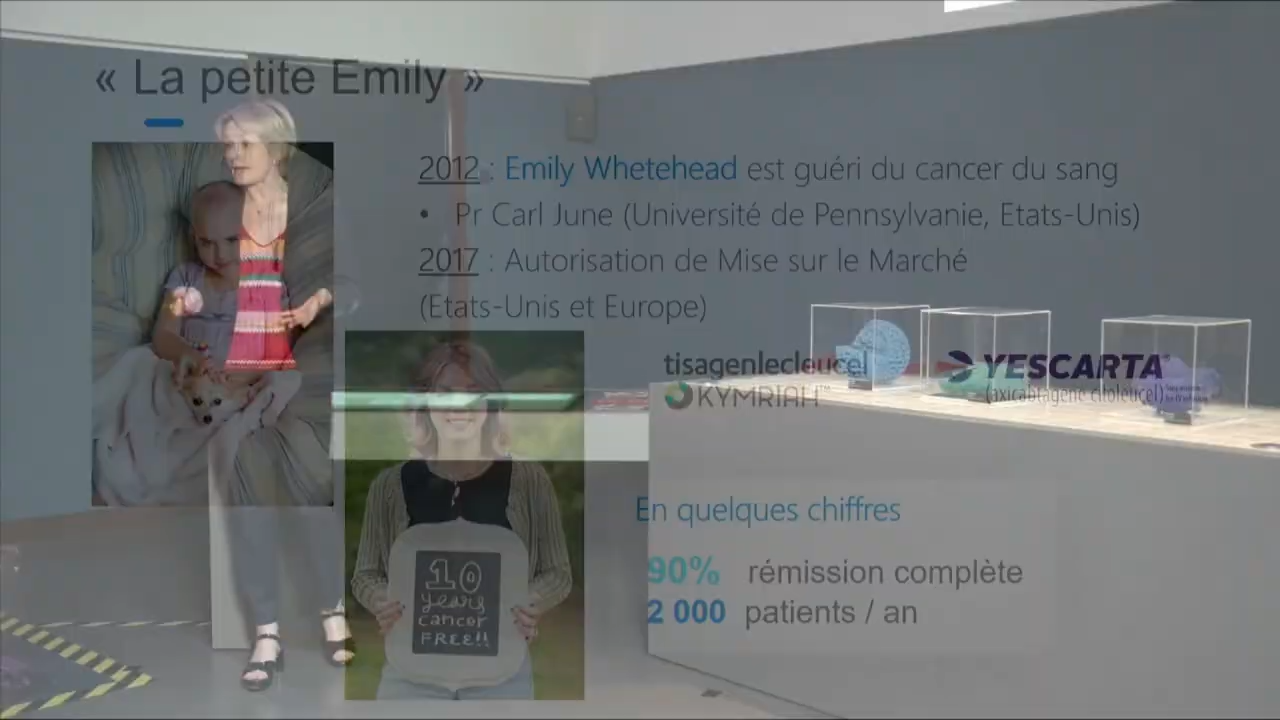 « La petite Emily »
2012 : Emily Whetehead est guéri du cancer du sang
• Pr Carl June (Université de Pennsylvanie, Etats-Unis)
2017 : Autorisation de Mise sur le Marché
(Etats-Unis et Europe)
tisagenlecleucel
KYMRIAH™
YESCARTA®
(axicabtagene ciloleucel)
10
years
cancer
FREE!!
En quelques chiffres
90% rémission complète
2 000 patients / an